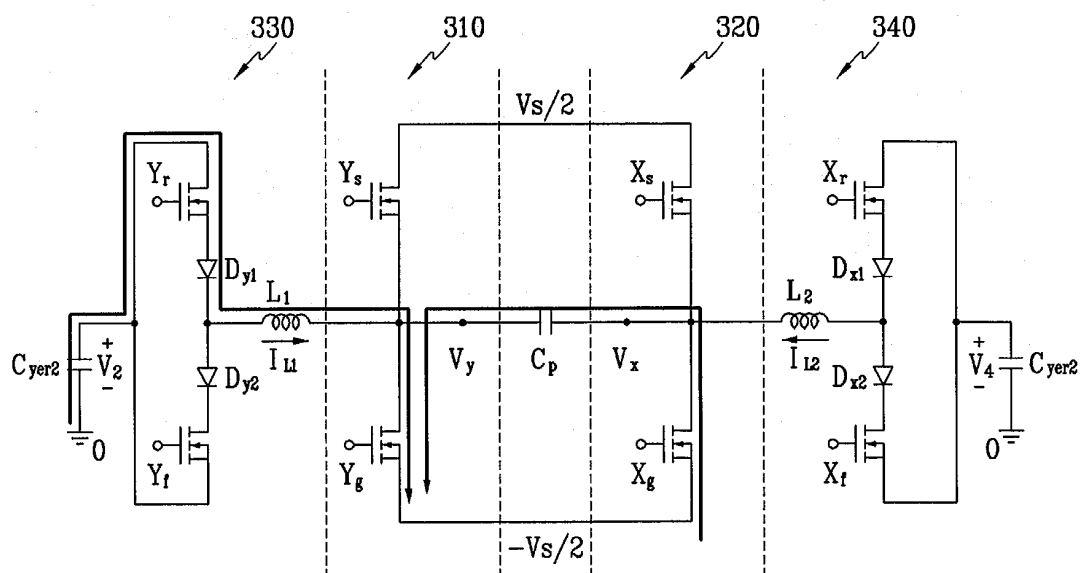 330 310 320 340
Vs/2
Yr Ys Xs Xr
Dy1 L1 L2 Dx1
Cyer2 + V2 - IL1 Vy Cp Vx IL2 + V4 - Cyer2
Dy2 Dx2
0 Yf Yg Xg Xf 0
-Vs/2